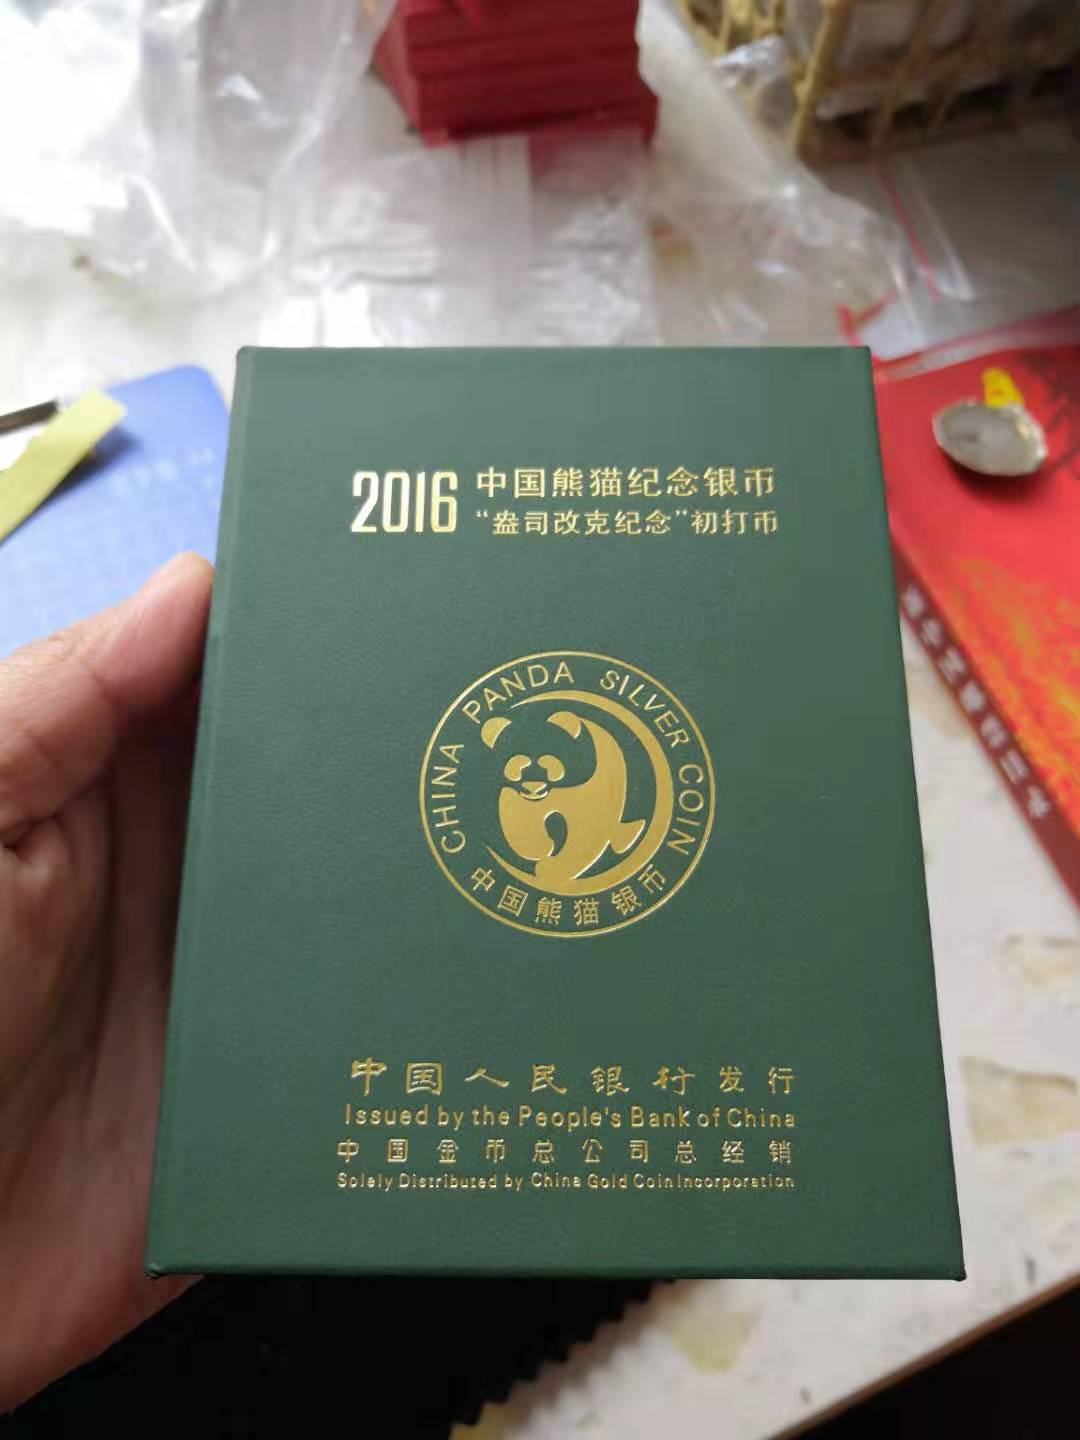 2016 中国熊猫纪念银币
“盎司改克纪念”初打币
CHINA PANDA SILVER COIN
中国熊猫银币
中国人民银行发行
Issued by the People's Bank of China
中国金币总公司总经销
Solely Distributed by China Gold Coin Incorporation